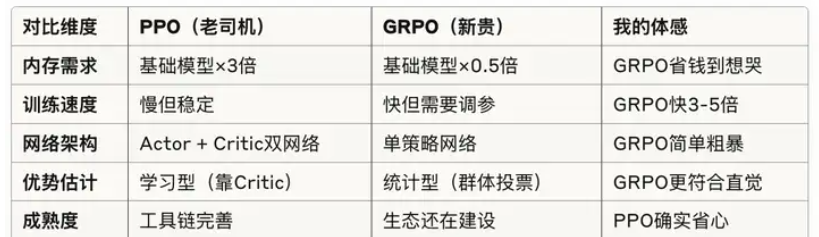 对比维度 PPO（老司机） GRPO（新贵） 我的体感
内存需求 基础模型×3倍 基础模型×0.5倍 GRPO省钱到想哭
训练速度 慢但稳定 快但需要调参 GRPO快3-5倍
网络架构 Actor + Critic双网络 单策略网络 GRPO简单粗暴
优势估计 学习型（靠Critic） 统计型（群体投票） GRPO更符合直觉
成熟度 工具链完善 生态还在建设 PPO确实省心